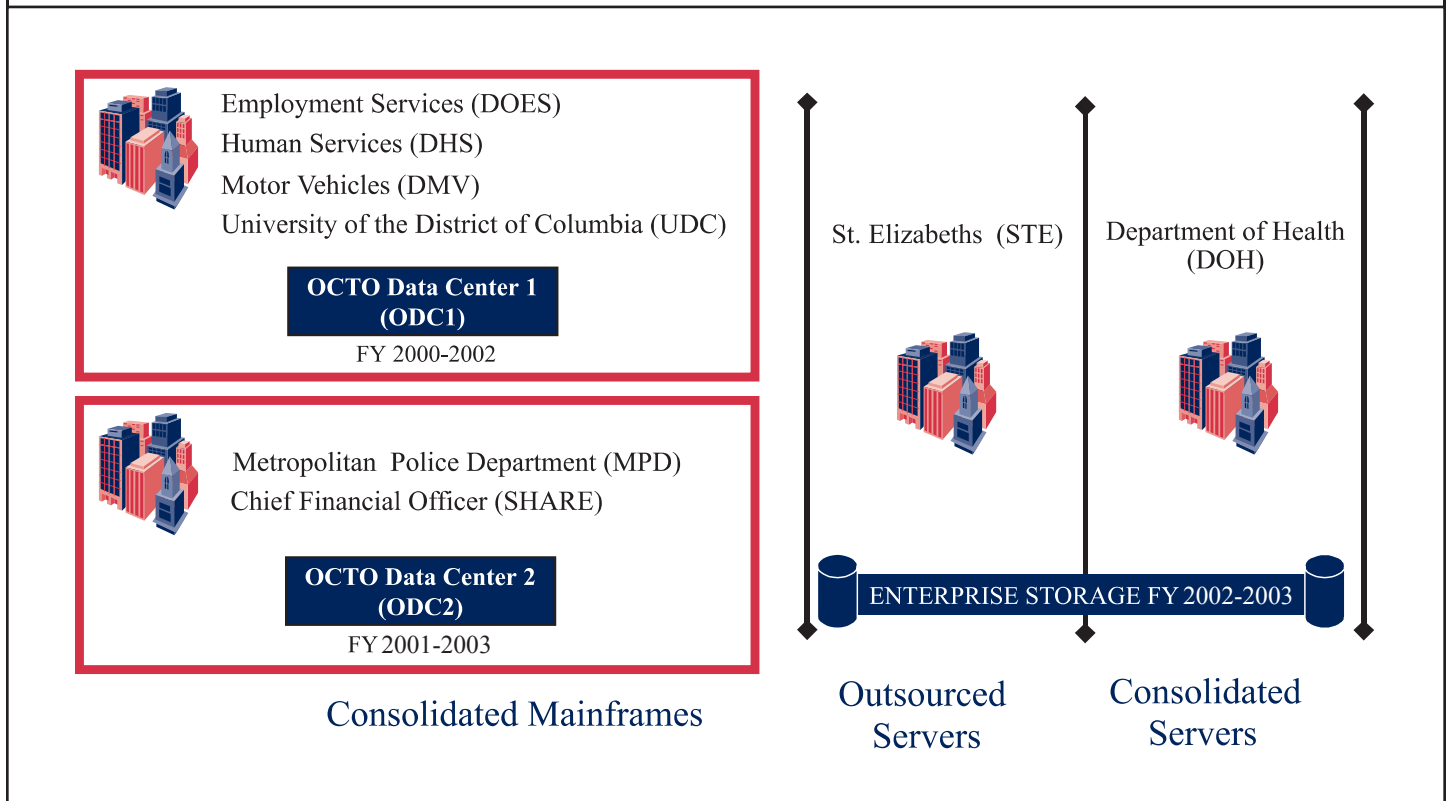 Employment Services (DOES)
Human Services (DHS)
Motor Vehicles (DMV)
University of the District of Columbia (UDC)
OCTO Data Center 1
(ODC1)
FY 2000-2002
Metropolitan Police Department (MPD)
Chief Financial Officer (SHARE)
OCTO Data Center 2
(ODC2)
FY 2001-2003
Consolidated Mainframes
St. Elizabeths (STE)
Department of Health
(DOH)
ENTERPRISE STORAGE FY 2002-2003
Outsourced
Servers
Consolidated
Servers